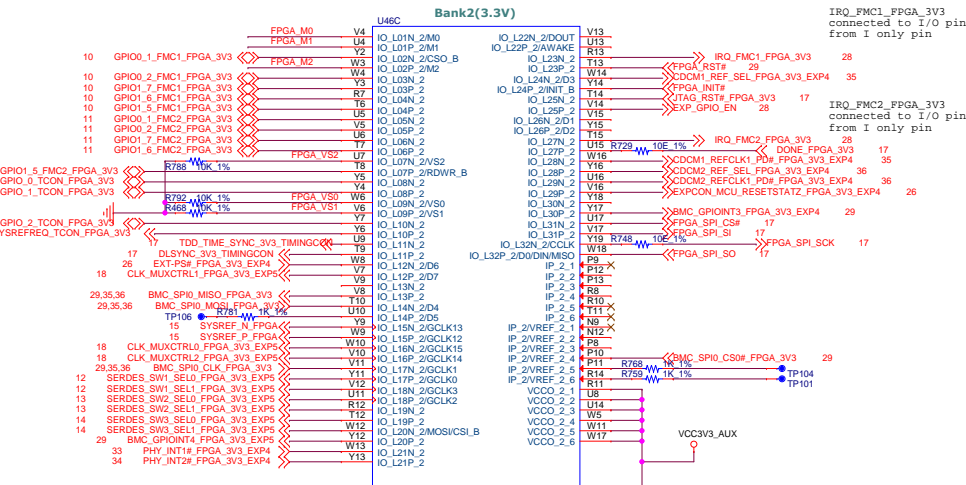 Bank2(3.3V)
U46C
IRQ_FMC1_FPGA_3V3
connected to I/O pin
from I only pin
IRQ_FMC2_FPGA_3V3
connected to I/O pin
from I only pin
FPGA_M0 V4 IO_L01N_2/M0
FPGA_M1 U4 IO_L01P_2/M1
10 GPIO0_1_FMC1_FPGA_3V3 Y2 IO_L02N_2/CSO_B
FPGA_M2 W3 IO_L02P_2/M2
10 GPIO0_2_FMC1_FPGA_3V3 W4 IO_L03N_2
10 GPIO1_7_FMC1_FPGA_3V3 Y3 IO_L03P_2
10 GPIO1_6_FMC1_FPGA_3V3 R7 IO_L04N_2
10 GPIO1_5_FMC1_FPGA_3V3 T6 IO_L04P_2
11 GPIO0_1_FMC2_FPGA_3V3 U5 IO_L05N_2
11 GPIO0_2_FMC2_FPGA_3V3 V5 IO_L05P_2
11 GPIO1_7_FMC2_FPGA_3V3 U6 IO_L06N_2
11 GPIO1_6_FMC2_FPGA_3V3 T7 IO_L06P_2
FPGA_VS2 U7 IO_L07N_2/VS2
R788 10K_1%
GPIO1_5_FMC2_FPGA_3V3 T8 IO_L07P_2/RDWR_B
GPIO_0_TCON_FPGA_3V3 Y5 IO_L08N_2
GPIO_1_TCON_FPGA_3V3 Y4 IO_L08P_2
R792 10K_1% FPGA_VS0 W6 IO_L09N_2/VS0
R468 10K_1% FPGA_VS1 V6 IO_L09P_2/VS1
GPIO_2_TCON_FPGA_3V3 Y7 IO_L10N_2
YSREFREQ_TCON_FPGA_3V3 Y6 IO_L10P_2
17 TDD_TIME_SYNC_3V3_TIMINGCON U9 IO_L11N_2
17 DLSYNC_3V3_TIMINGCON T9 IO_L11P_2
26 EXT-PS#_FPGA_3V3 W8 IO_L12N_2/D6
18 CLK_MUXCTRL1_FPGA_3V3_EXP5 V7 IO_L12P_2/D7
V9 IO_L13N_2
29,35,36 BMC_SPI0_MISO_FPGA_3V3 V8 IO_L13P_2
29,35,36 BMC_SPI0_MOSI_FPGA_3V3 T10 IO_L14N_2/D4
TP106 R781 1K_1% U10 IO_L14P_2/D5
15 SYSREF_N_FPGA Y9 IO_L15N_2/GCLK13
15 SYSREF_P_FPGA W9 IO_L15P_2/GCLK12
18 CLK_MUXCTRL0_FPGA_3V3_EXP5 W10 IO_L16N_2/GCLK15
18 CLK_MUXCTRL2_FPGA_3V3 V10 IO_L16P_2/GCLK14
29,35,36 BMC_SPI0_CLK_FPGA_3V3 V11 IO_L17N_2/GCLK1
12 SERDES_SW1_SEL0_FPGA_3V3_EXP5 Y11 IO_L17P_2/GCLK0
12 SERDES_SW1_SEL1_FPGA_3V3_EXP5 V12 IO_L18N_2/GCLK3
13 SERDES_SW2_SEL0_FPGA_3V3_EXP5 U11 IO_L18P_2/GCLK2
13 SERDES_SW2_SEL1_FPGA_3V3_EXP5 R12 IO_L19N_2
14 SERDES_SW3_SEL0_FPGA_3V3_EXP5 T12 IO_L19P_2
14 SERDES_SW3_SEL1_FPGA_3V3_EXP5 W12 IO_L20N_2/MOSI/CSI_B
29 BMC_GPIOINT4_FPGA_3V3_EXP5 Y12 IO_L20P_2
33 PHY_INT1#_FPGA_3V3_EXP4 W13 IO_L21N_2
34 PHY_INT2#_FPGA_3V3_EXP4 Y13 IO_L21P_2
IO_L22N_2/DOUT V13
IO_L22P_2/AWAKE U13
IO_L23N_2 R13 IRQ_FMC1_FPGA_3V3 28
IO_L23P_2 T13 FPGA_RST# 29
IO_L24N_2/D3 W14 CDCM1_REF_SEL_FPGA_3V3_EXP4 35
IO_L24P_2/INIT_B Y14 FPGA_INIT#
IO_L25N_2 T14 JTAG_RST#_FPGA_3V3 17
IO_L25P_2 V14 EXP_GPIO_EN 28
IO_L26N_2/D1 V15
IO_L26P_2/D2 Y15
IO_L27N_2 T15 IRQ_FMC2_FPGA_3V3 28
IO_L27P_2 U15 R729 10E_1% DONE_FPGA_3V3 17
IO_L28N_2 W16 CDCM1_REFCLK1_PD#_FPGA_3V3_EXP4 35
IO_L28P_2 Y16 CDCM2_REF_SEL_FPGA_3V3_EXP4 36
IO_L29N_2 U16 CDCM2_REFCLK1_PD#_FPGA_3V3_EXP4 36
IO_L29P_2 V16 EXPCON_MCU_RESETSTATZ_FPGA_3V3_EXP4 26
IO_L30N_2 Y18
IO_L30P_2 Y17 BMC_GPIOINT3_FPGA_3V3_EXP4 29
IO_L31N_2 U17 FPGA_SPI_CS# 17
IO_L31P_2 V17 FPGA_SPI_SI 17
IO_L32N_2/CCLK Y19 R748 10E_1% FPGA_SPI_SCK 17
IO_L32P_2/D0/DIN/MISO W18 FPGA_SPI_SO 17
IP_2_1 P9
IP_2_2 P12
IP_2_3 P13
IP_2_4 R8
IP_2_5 R10
IP_2_6 T11
IP_2/VREF_2_1 N9
IP_2/VREF_2_2 N12
IP_2/VREF_2_3 P8
IP_2/VREF_2_4 P10 BMC_SPI0_CS0#_FPGA_3V3 29
IP_2/VREF_2_5 P11 R768 1K_1% TP104
IP_2/VREF_2_6 R14 R759 1K_1% TP101
VCCO_2_1 R11
VCCO_2_2 U8
VCCO_2_3 U14
VCCO_2_4 W5
VCCO_2_5 W11
VCCO_2_6 W17
VCC3V3_AUX